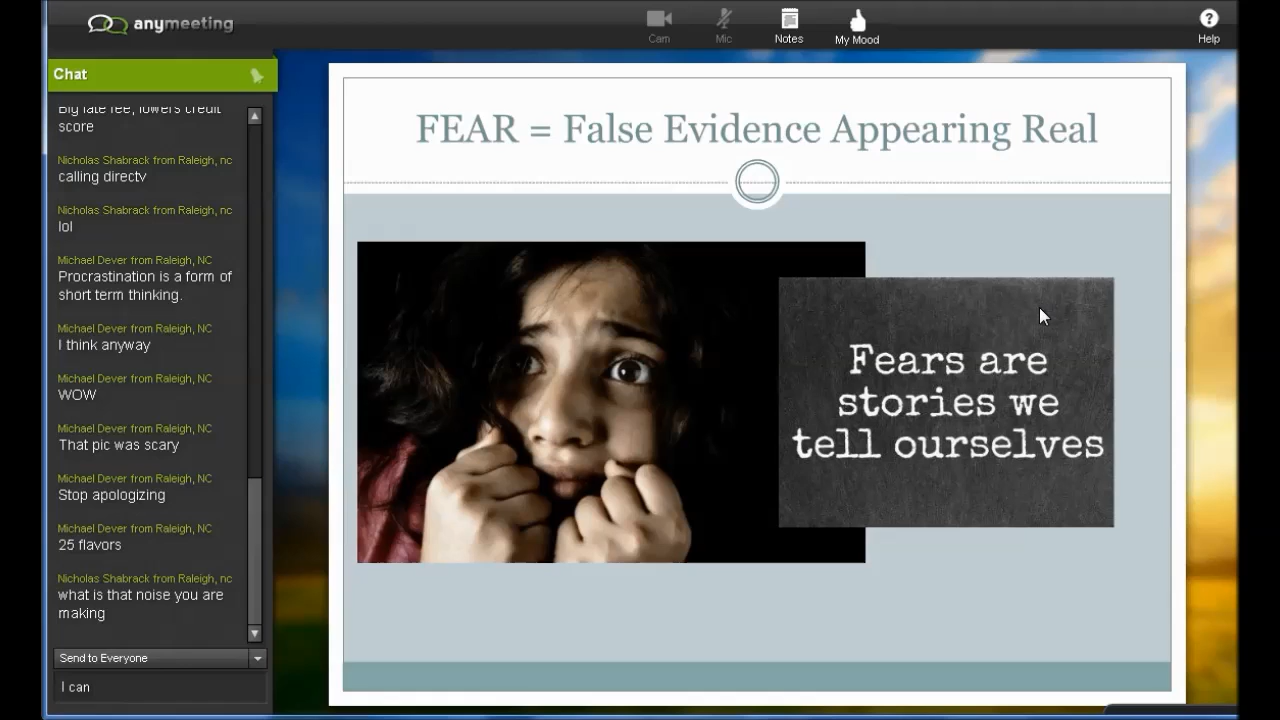 anymeeting
Cam
Mic
Notes
My Mood
Help
Chat
Big late fee, lowers credit
score
Nicholas Shabrack from Raleigh, nc
calling directv
Nicholas Shabrack from Raleigh, nc
lol
Michael Dever from Raleigh, NC
Procrastination is a form of
short term thinking.
Michael Dever from Raleigh, NC
I think anyway
Michael Dever from Raleigh, NC
WOW
Michael Dever from Raleigh, NC
That pic was scary
Michael Dever from Raleigh, NC
Stop apologizing
Michael Dever from Raleigh, NC
25 flavors
Nicholas Shabrack from Raleigh, nc
what is that noise you are
making
Send to Everyone
I can
FEAR = False Evidence Appearing Real
Fears are
stories we
tell ourselves